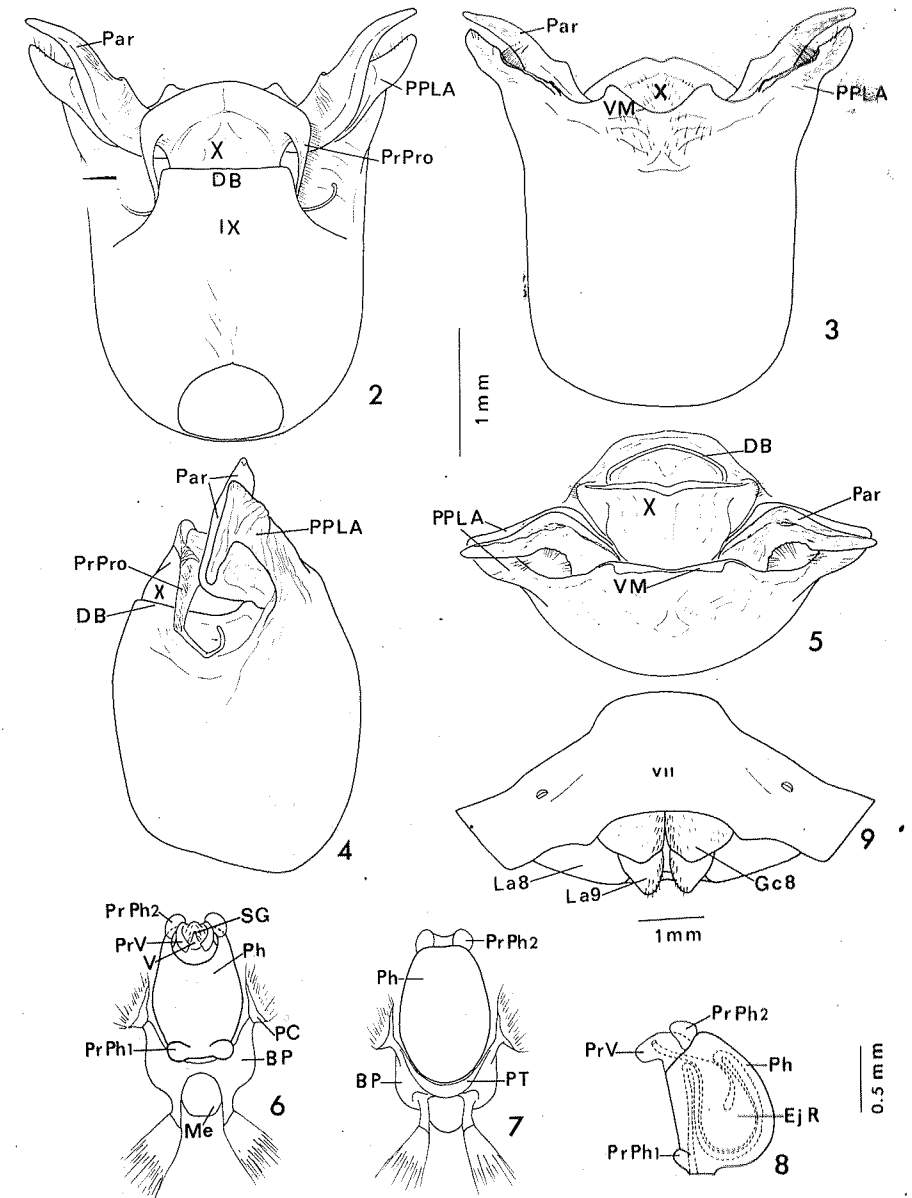 Par
PPLA
X
PrPro
DB
IX
2
Par
X
PPLA
VM
3
1 mm
Par
PPLA
PrPro
X
DB
4
DB
PPLA
X
Par
VM
5
VII
9
La8
La9
Gc8
1 mm
PrPh2
SG
PrV
V
Ph
PC
PrPh1
BP
6
Me
PrPh2
Ph
BP
PT
7
PrPh2
PrV
Ph
EjR
PrPh1
8
0.5 mm